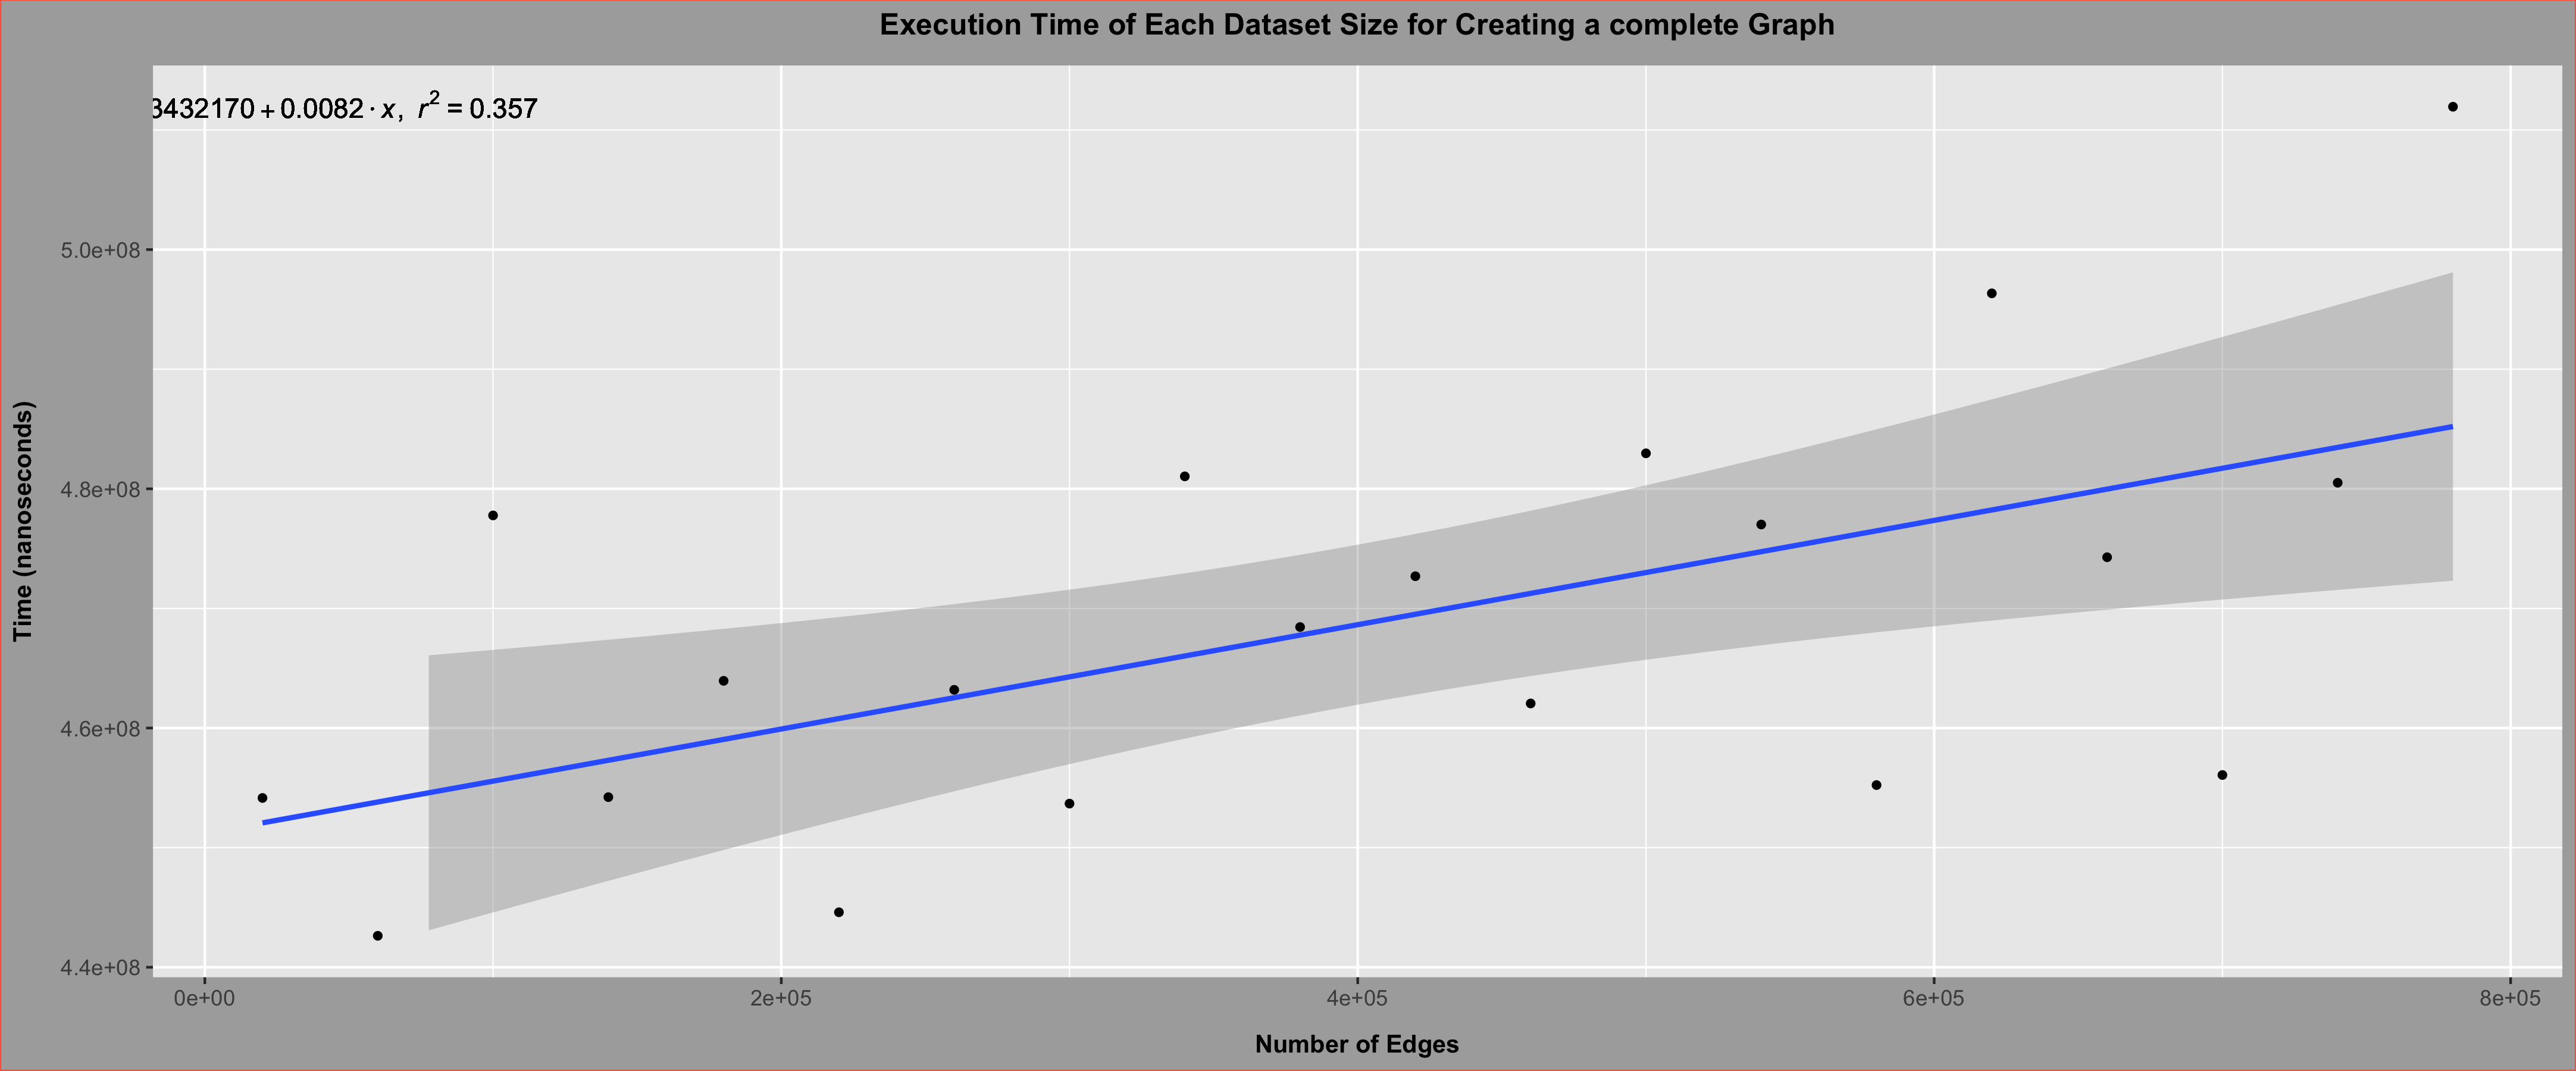 Execution Time of Each Dataset Size for Creating a complete Graph
3432170 + 0.0082 · x, r² = 0.357
5.0e+08
4.8e+08
4.6e+08
4.4e+08
Time (nanoseconds)
0e+00 2e+05 4e+05 6e+05 8e+05
Number of Edges